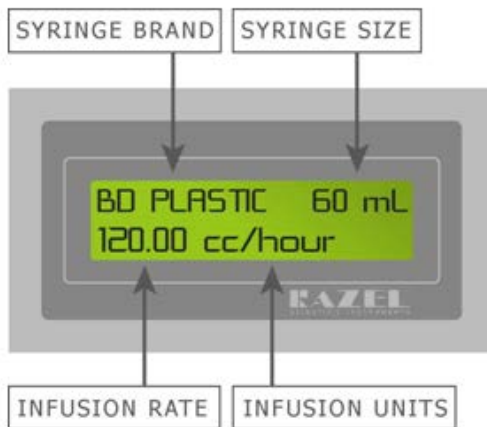 SYRINGE BRAND
SYRINGE SIZE
BD PLASTIC 60 mL
120.00 cc/hour
KAZEL
INFUSION RATE
INFUSION UNITS